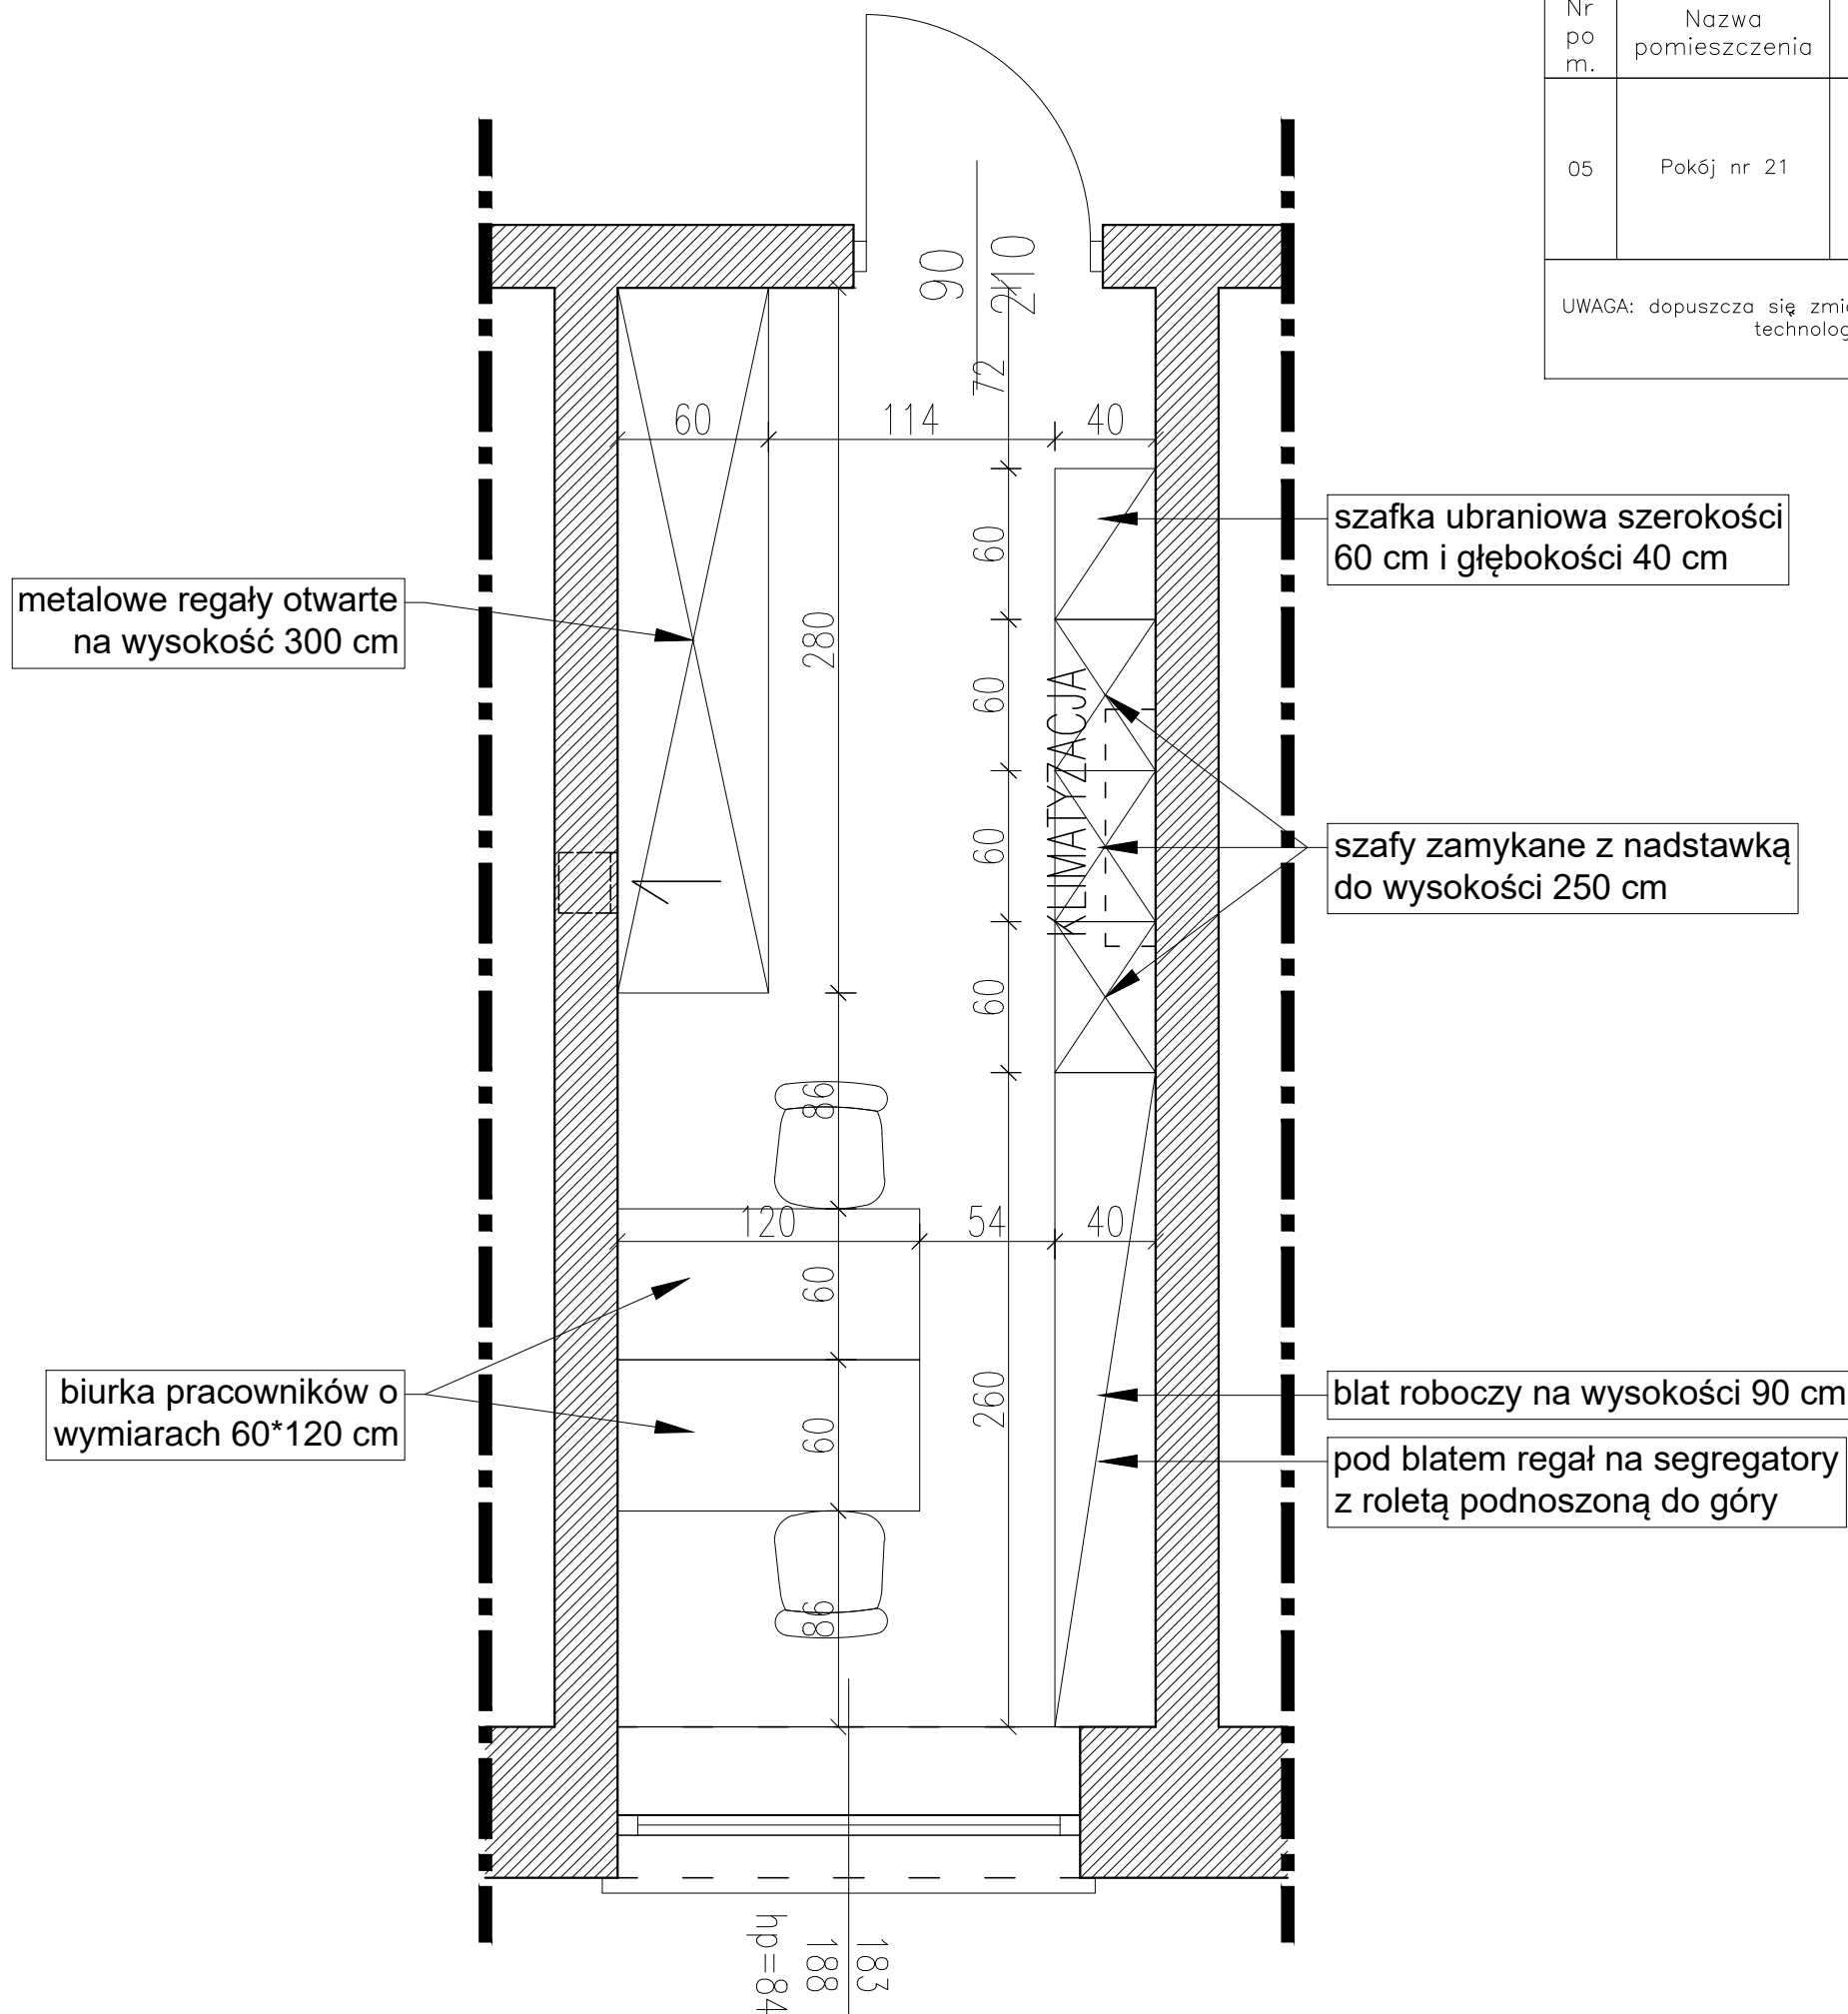 Nr
po
m.
Nazwa
pomieszczenia
05
Pokój nr 21
UWAGA: dopuszcza się zmia
technolog
90
210
72
60
114
40
szafka ubraniowa szerokości
60 cm i głębokości 40 cm
60
metalowe regały otwarte
na wysokość 300 cm
280
60
KLIMATYZACJA
szafy zamykane z nadstawką
do wysokości 250 cm
60
60
86
120
54
40
60
biurka pracowników o
wymiarach 60*120 cm
60
260
blat roboczy na wysokości 90 cm
pod blatem regał na segregatory
z roletą podnoszoną do góry
86
183
188
hp=84